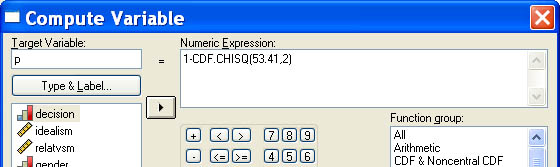 Compute Variable
Target Variable:
p
=
Numeric Expression:
1-CDF.CHISQ(53.41,2)
Type & Label...
decision
idealism
relatvsm
gender
+ < > 7 8 9
- <= >= 4 5 6
Function group:
All
Arithmetic
CDF & Noncentral CDF